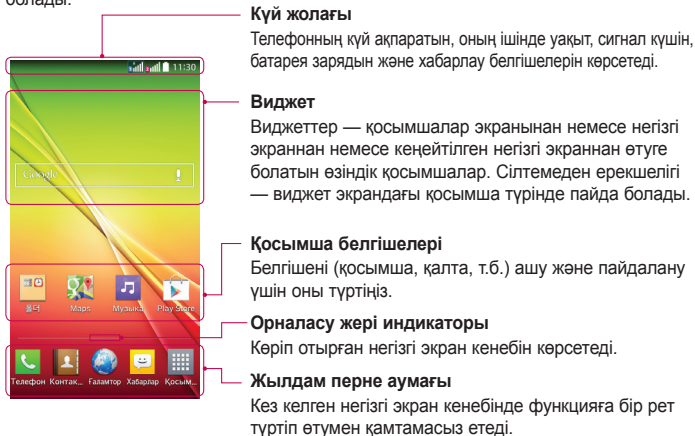 болады.
Күй жолағы
Телефонның күй ақпаратын, оның ішінде уақыт, сигнал күшін,
батарея зарядын және хабарлау белгішелерін көрсетеді.
11:30
Виджет
Виджеттер — қосымшалар экранынан немесе негізгі
экраннан немесе кеңейтілген негізгі экраннан өтуге
болатын өзіндік қосымшалар. Сілтемеден ерекшелігі
— виджет экрандағы қосымша түрінде пайда болады.
Google
Қосымша белгішелері
Белгішені (қосымша, қалта, т.б.) ашу және пайдалану
үшін оны түртіңіз.
폴더 Maps Музыка Play Store
Орналасу жері индикаторы
Көріп отырған негізгі экран кенебін көрсетеді.
Жылдам перне аумағы
Кез келген негізгі экран кенебінде функцияға бір рет
түртіп өтумен қамтамасыз етеді.
Телефон Контак... Ғаламтор Хабарлар Қосым...